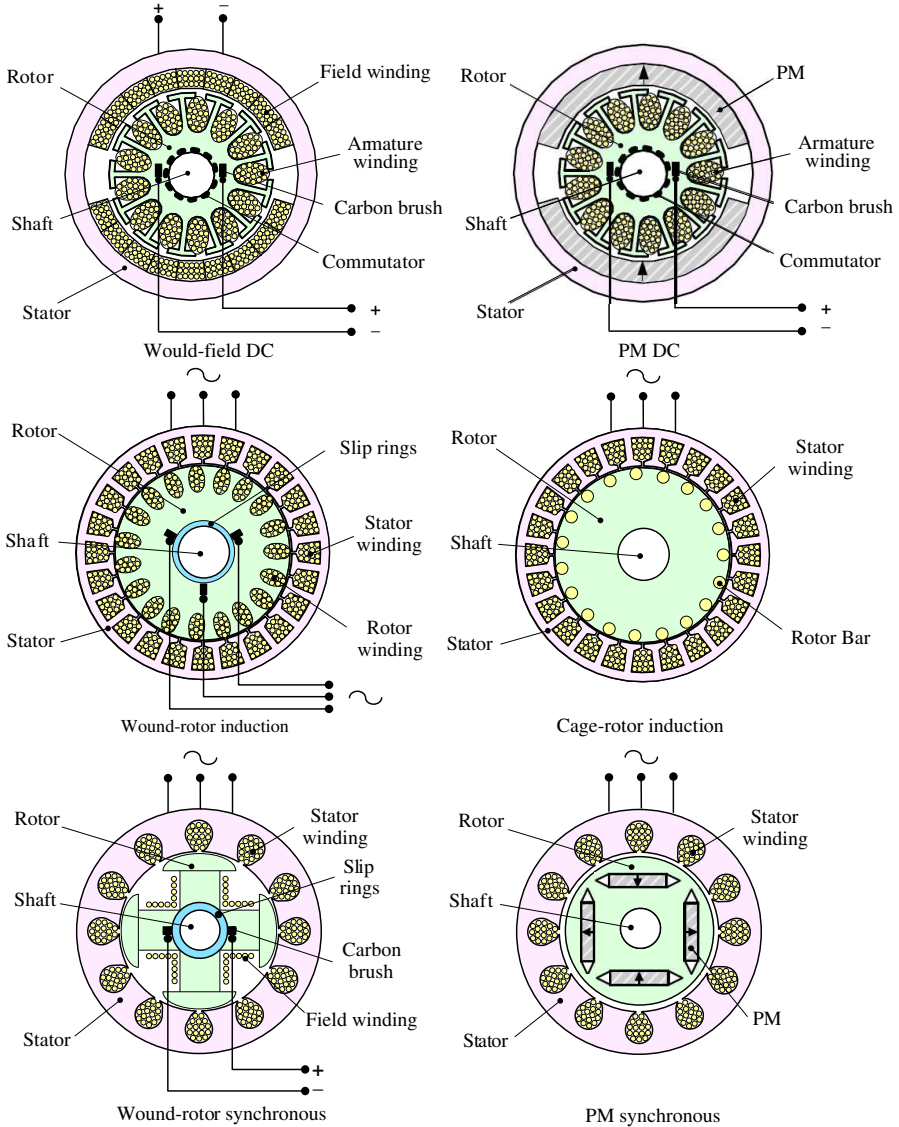 +
−
Rotor
Field winding
Armature
winding
Carbon brush
Shaft
Commutator
Stator
+
−
Would-field DC
Rotor
PM
Armature
winding
Carbon brush
Shaft
Commutator
Stator
+
−
PM DC
Rotor
Slip rings
Shaft
Stator
winding
Stator
Rotor
winding
Wound-rotor induction
Rotor
Stator
winding
Shaft
Stator
Rotor Bar
Cage-rotor induction
Rotor
Stator
winding
Slip
rings
Shaft
Carbon
brush
Field winding
Stator
+
−
Wound-rotor synchronous
Rotor
Stator
winding
Shaft
PM
Stator
PM synchronous